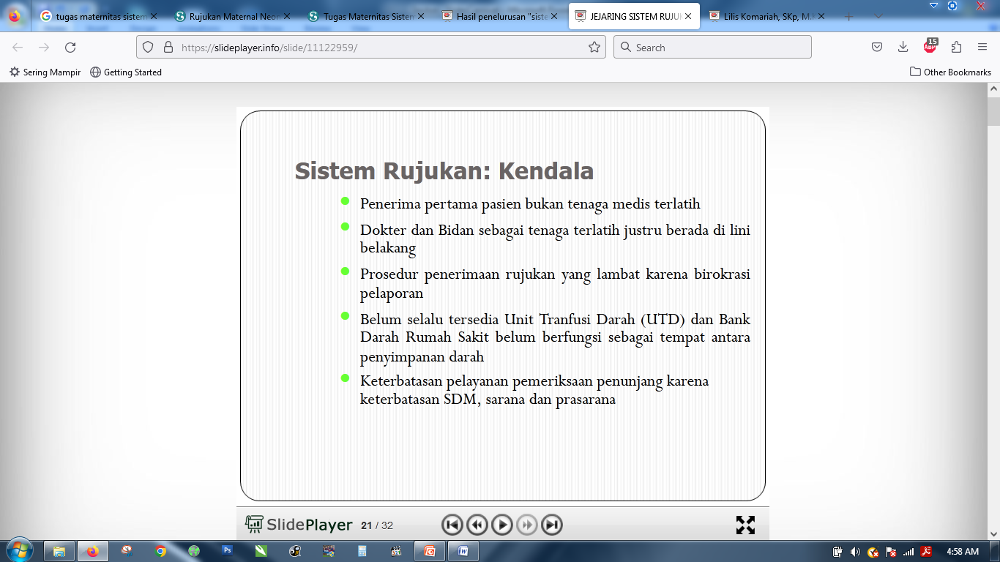 tugas maternitas sistem
Rujukan Maternal Neon
Tugas Maternitas Sistem
Hasil penelurusan "siste
JEJARING SISTEM RUJUK
Lilis Komariah, SKp, M.K
https://slideplayer.info/slide/11122959/
Search
15
ABP
Sering Mampir
Getting Started
Other Bookmarks
Sistem Rujukan: Kendala
Penerima pertama pasien bukan tenaga medis terlatih
Dokter dan Bidan sebagai tenaga terlatih justru berada di lini
belakang
Prosedur penerimaan rujukan yang lambat karena birokrasi
pelaporan
Belum selalu tersedia Unit Tranfusi Darah (UTD) dan Bank
Darah Rumah Sakit belum berfungsi sebagai tempat antara
penyimpanan darah
Keterbatasan pelayanan pemeriksaan penunjang karena
keterbatasan SDM, sarana dan prasarana
SlidePlayer
21 / 32
4:58 AM